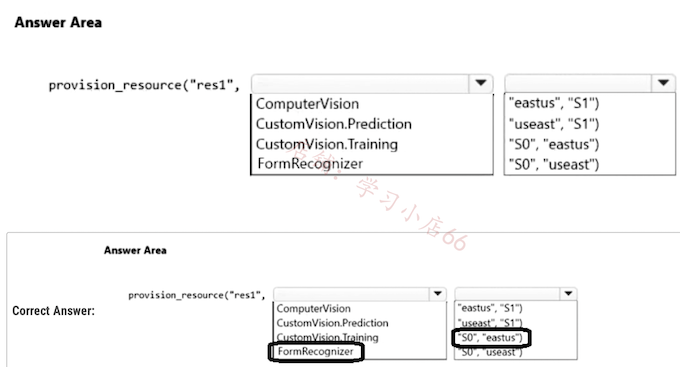 Answer Area
provision_resource("res1",
ComputerVision "eastus", "S1")
CustomVision.Prediction "useast", "S1")
CustomVision.Training "S0", "eastus")
FormRecognizer "S0", "useast")
店铺：学习小店66
Answer Area
Correct Answer:
provision_resource("res1",
ComputerVision "eastus", "S1")
CustomVision.Prediction "useast", "S1")
CustomVision.Training "S0", "eastus")
FormRecognizer "S0", "useast")